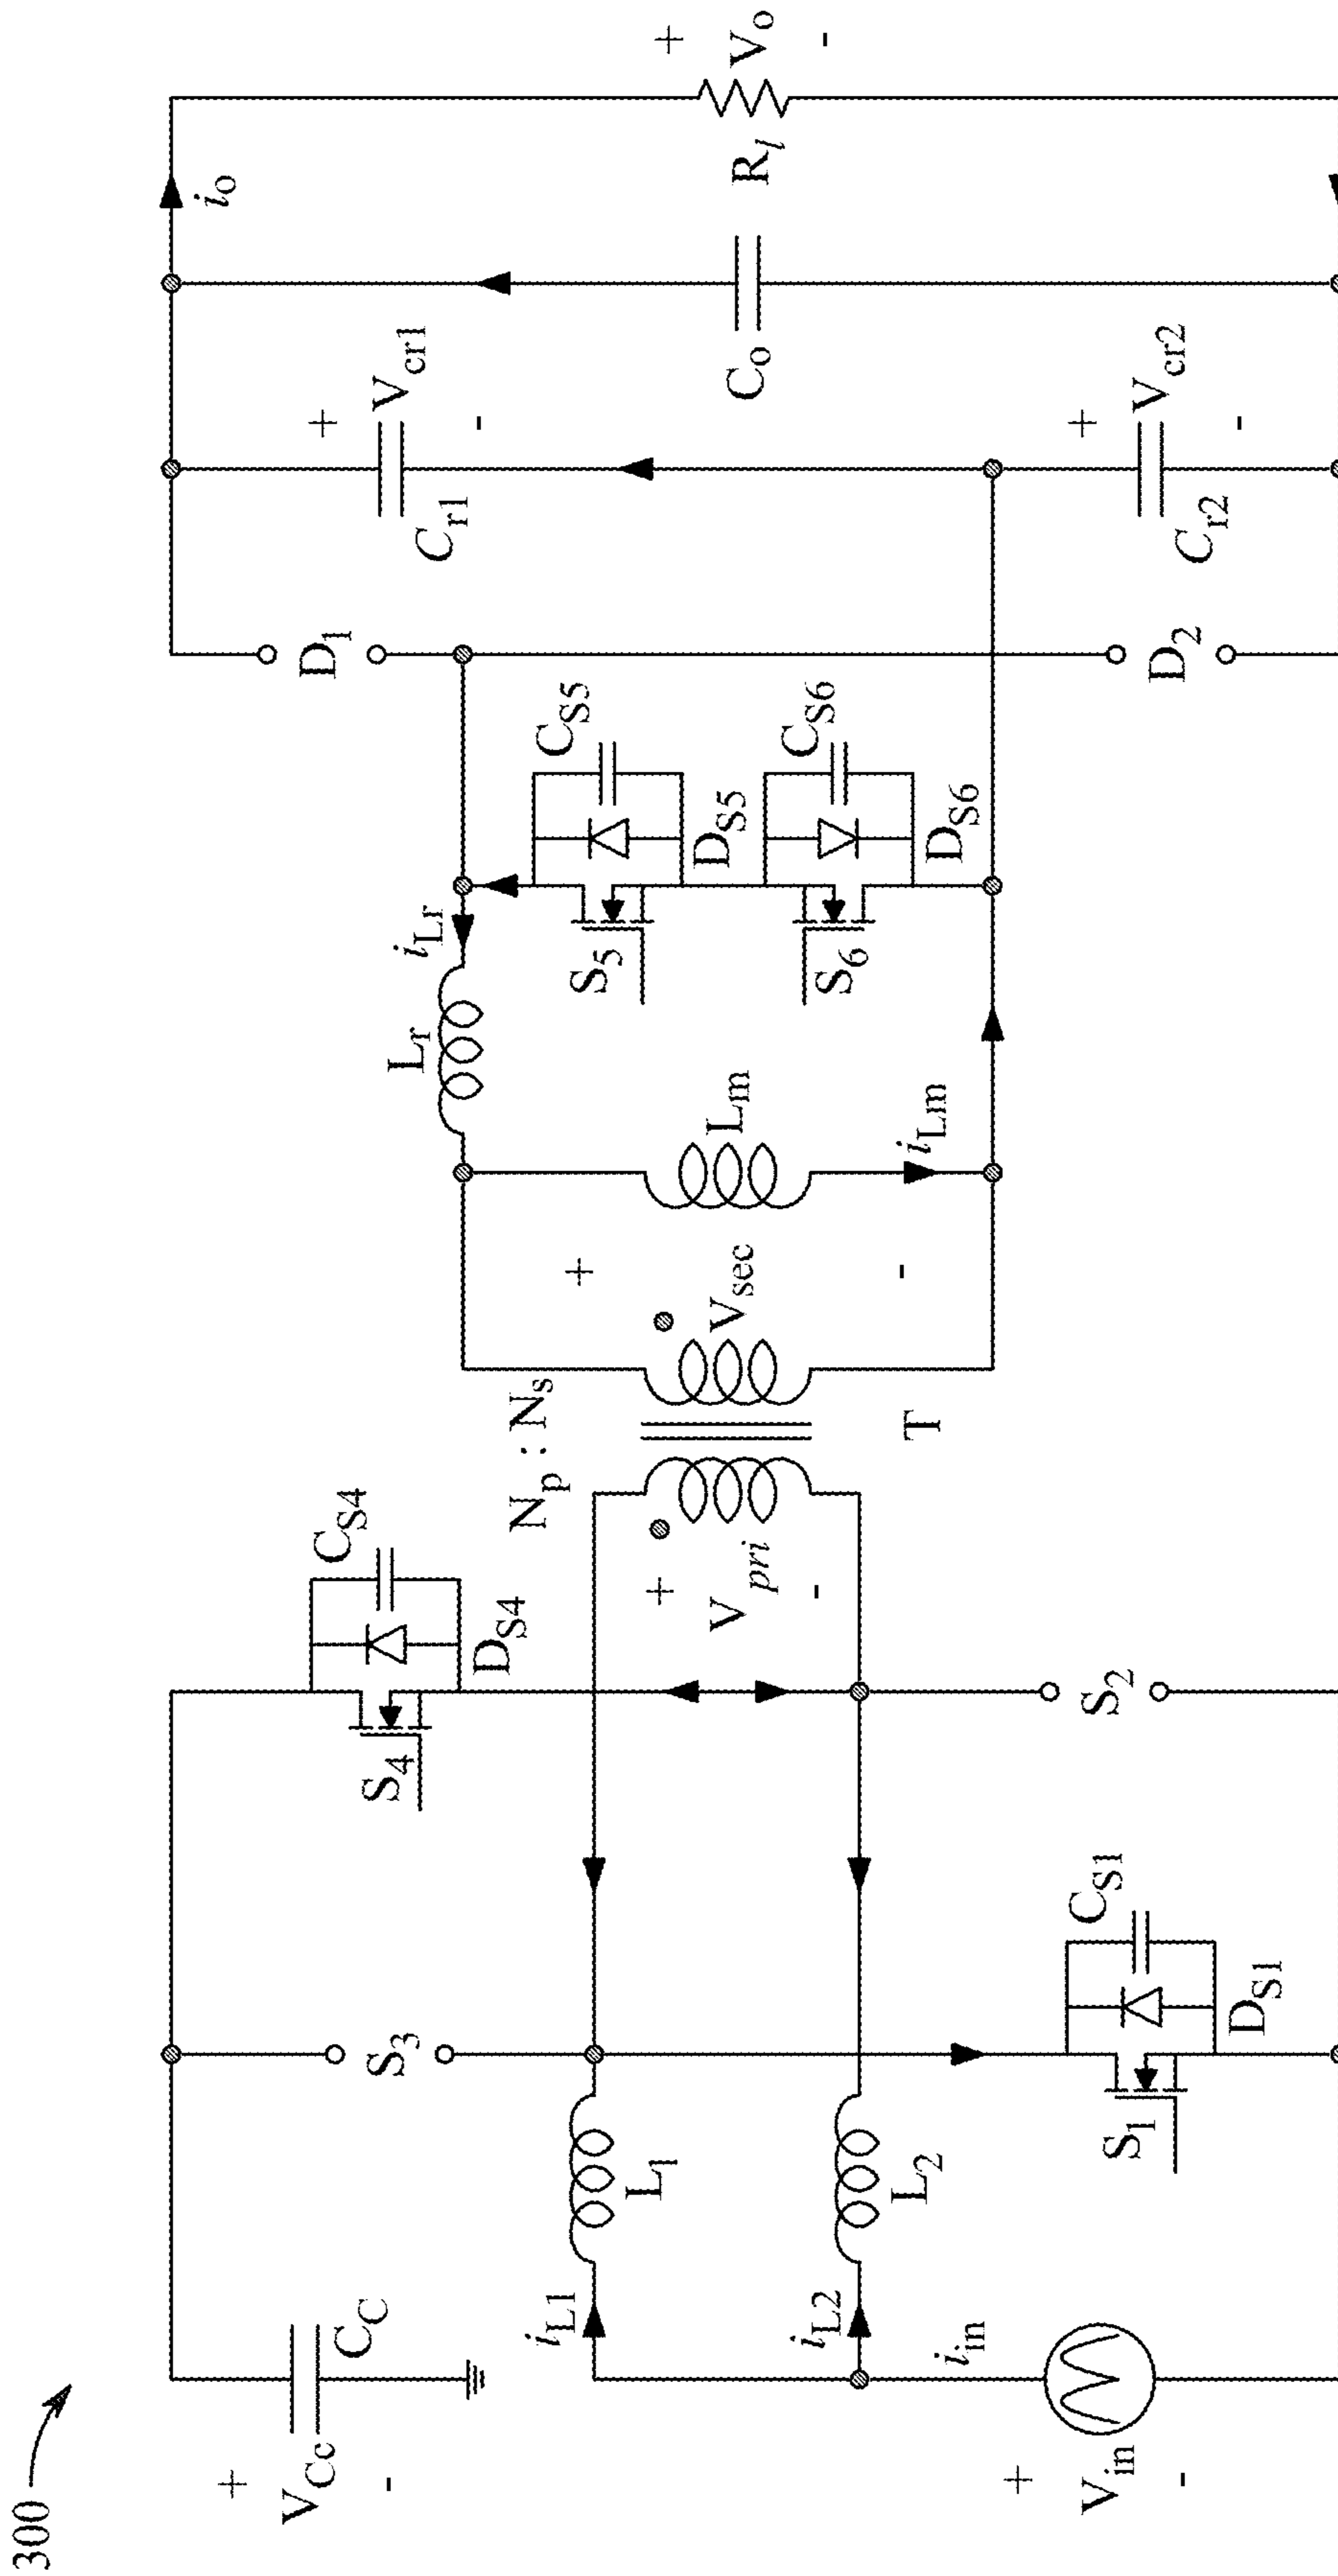 300
V_Cc
+
-
C_C
V_in
+
-
i_in
i_L1
i_L2
L_1
L_2
S_3
S_1
D_S1
C_S1
S_4
D_S4
C_S4
S_2
N_p : N_s
+
V_pri
-
T
+
V_sec
-
L_m
i_Lm
L_r
i_Lr
S_5
D_S5
C_S5
S_6
D_S6
C_S6
D_1
D_2
C_r1
+
V_cr1
-
C_r2
+
V_cr2
-
C_o
i_o
R_l
+
V_o
-